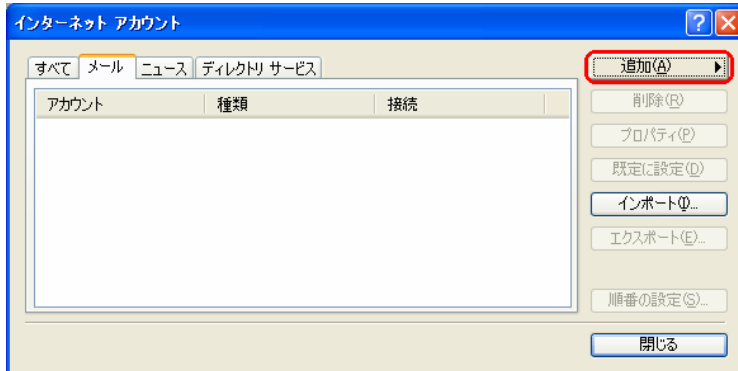 インターネット アカウント
すべて メール ニュース ディレクトリ サービス
アカウント 種類 接続
追加(A)
削除(R)
プロパティ(P)
既定に設定(D)
インポート(I)...
エクスポート(E)...
順番の設定(S)...
閉じる